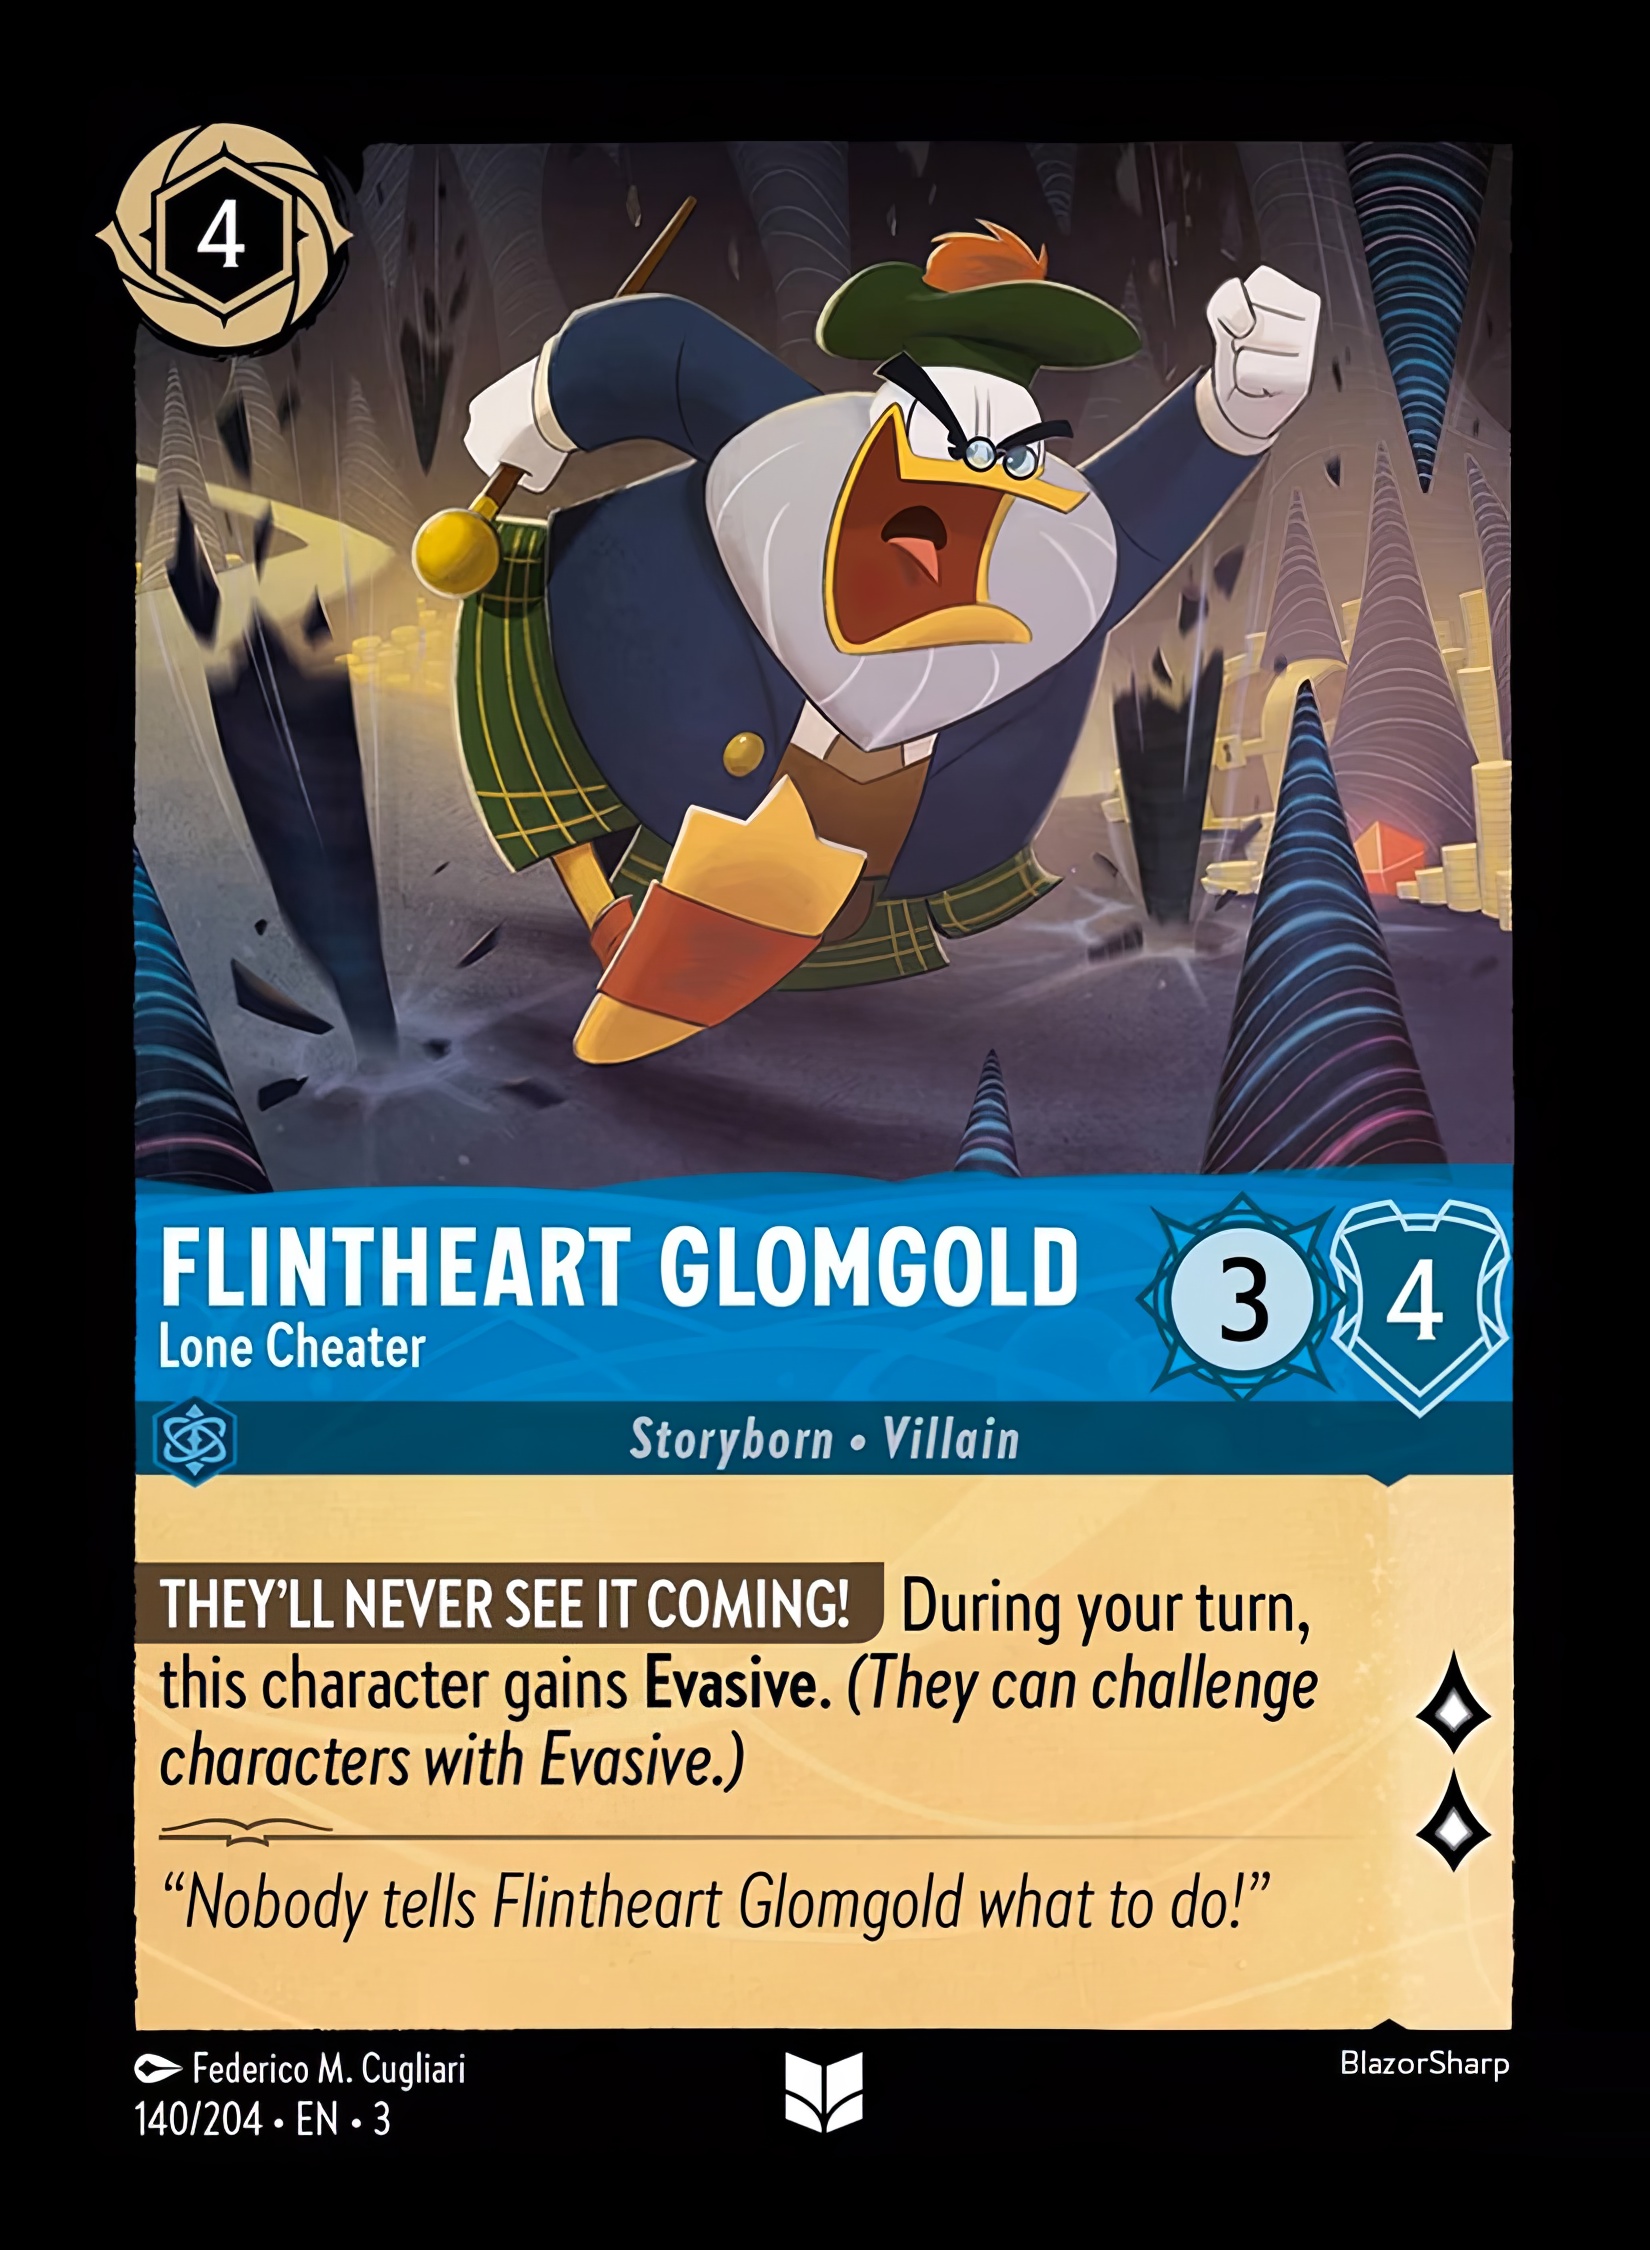 4
FLINTHEART GLOMGOLD
Lone Cheater
3
4
Storyborn • Villain
THEY'LL NEVER SEE IT COMING! During your turn,
this character gains Evasive. (They can challenge
characters with Evasive.)
“Nobody tells Flintheart Glomgold what to do!”
Federico M. Cugliari
140/204 • EN • 3
BlazorSharp